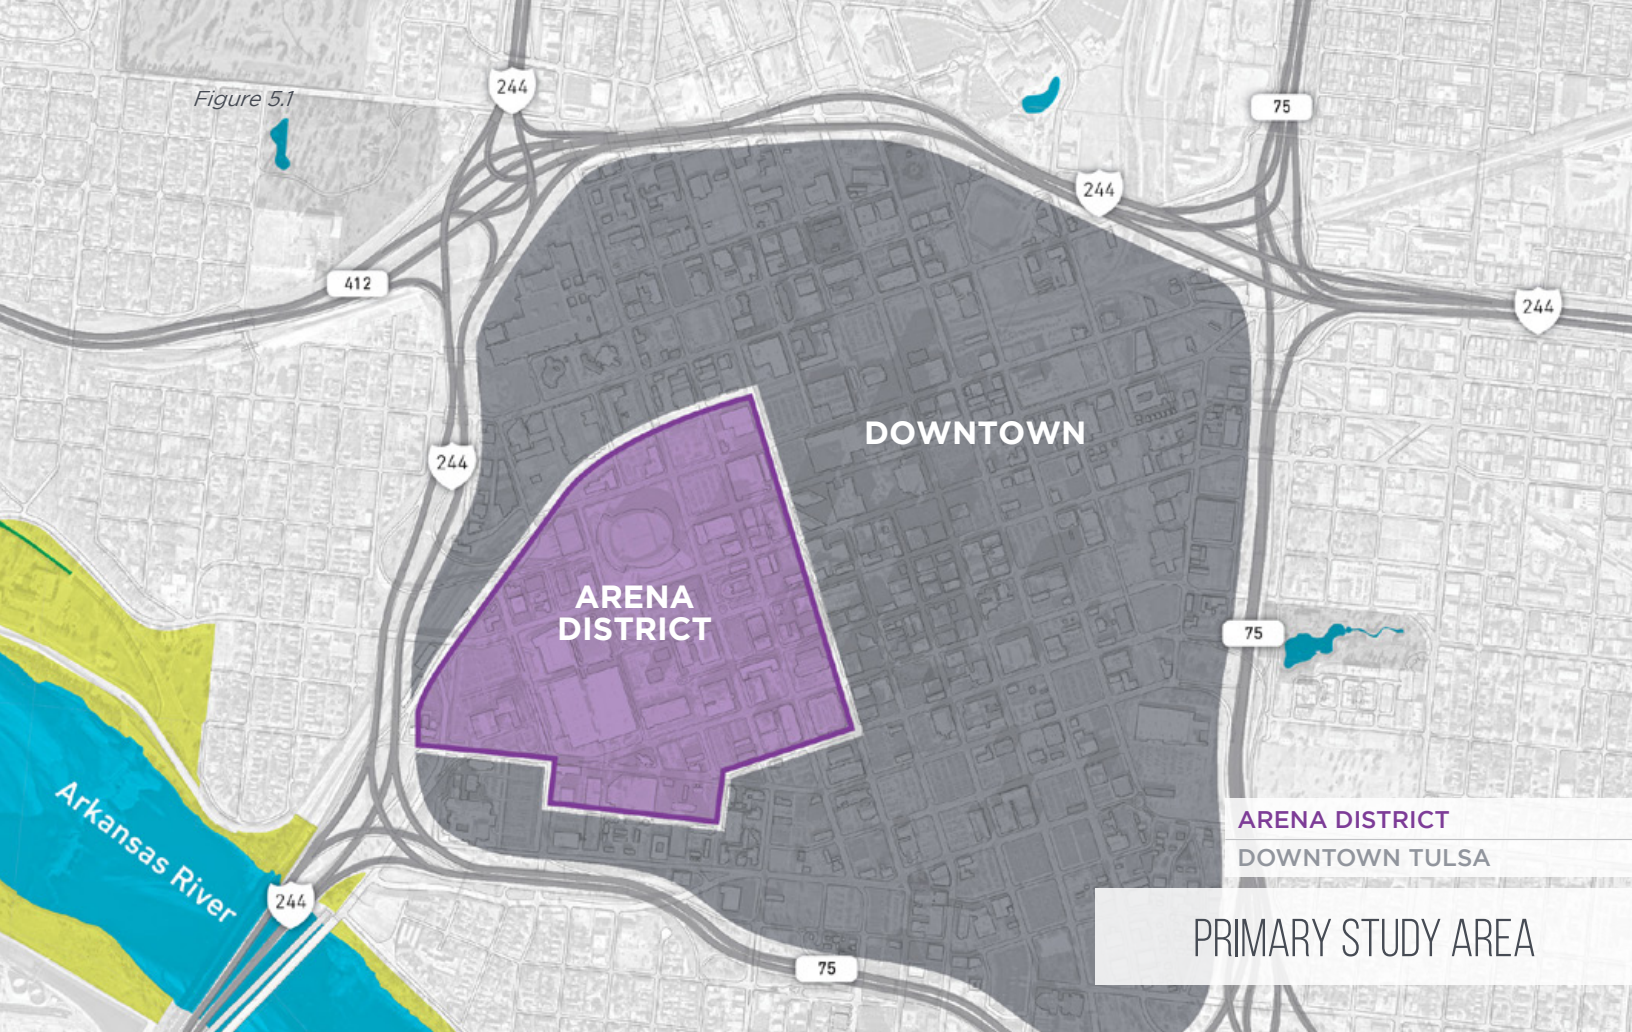 244
Figure 5.1
75
244
412
244
DOWNTOWN
244
ARENA
DISTRICT
75
Arkansas River
ARENA DISTRICT
DOWNTOWN TULSA
244
PRIMARY STUDY AREA
75